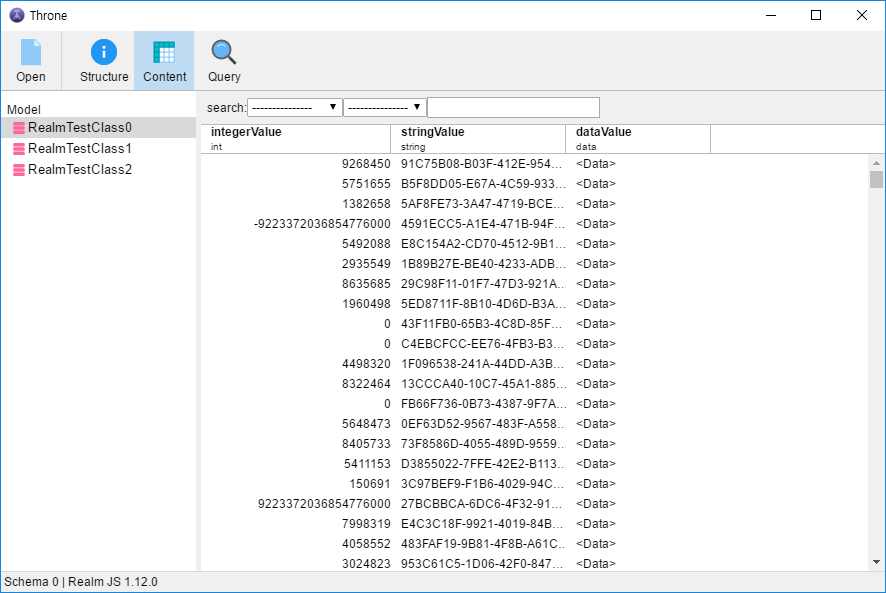 Throne
Open Structure Content Query
search: --------------- ---------------
Model
RealmTestClass0
RealmTestClass1
RealmTestClass2
integerValue stringValue dataValue
int string data
9268450 91C75B08-B03F-412E-954... <Data>
5751655 B5F8DD05-E67A-4C59-933... <Data>
1382658 5AF8FE73-3A47-4719-BCE... <Data>
-9223372036854776000 4591ECC5-A1E4-471B-94F... <Data>
5492088 E8C154A2-CD70-4512-9B1... <Data>
2935549 1B89B27E-BE40-4233-ADB... <Data>
8635685 29C98F11-01F7-47D3-921A... <Data>
1960498 5ED8711F-8B10-4D6D-B3A... <Data>
0 43F11FB0-65B3-4C8D-85F... <Data>
0 C4EBCFCC-EE76-4FB3-B3... <Data>
4498320 1F096538-241A-44DD-A3B... <Data>
8322464 13CCCA40-10C7-45A1-885... <Data>
0 FB66F736-0B73-4387-9F7A... <Data>
5648473 0EF63D52-9567-483F-A558... <Data>
8405733 73F8586D-4055-489D-9559... <Data>
5411153 D3855022-7FFE-42E2-B113... <Data>
150691 3C97BEF9-F1B6-4029-94C... <Data>
9223372036854776000 27BCBBCA-6DC6-4F32-91... <Data>
7998319 E4C3C18F-9921-4019-84B... <Data>
4058552 483FAF19-9B81-4F8B-A61C... <Data>
3024823 953C61C5-1D06-42F0-847... <Data>
Schema 0 | Realm JS 1.12.0